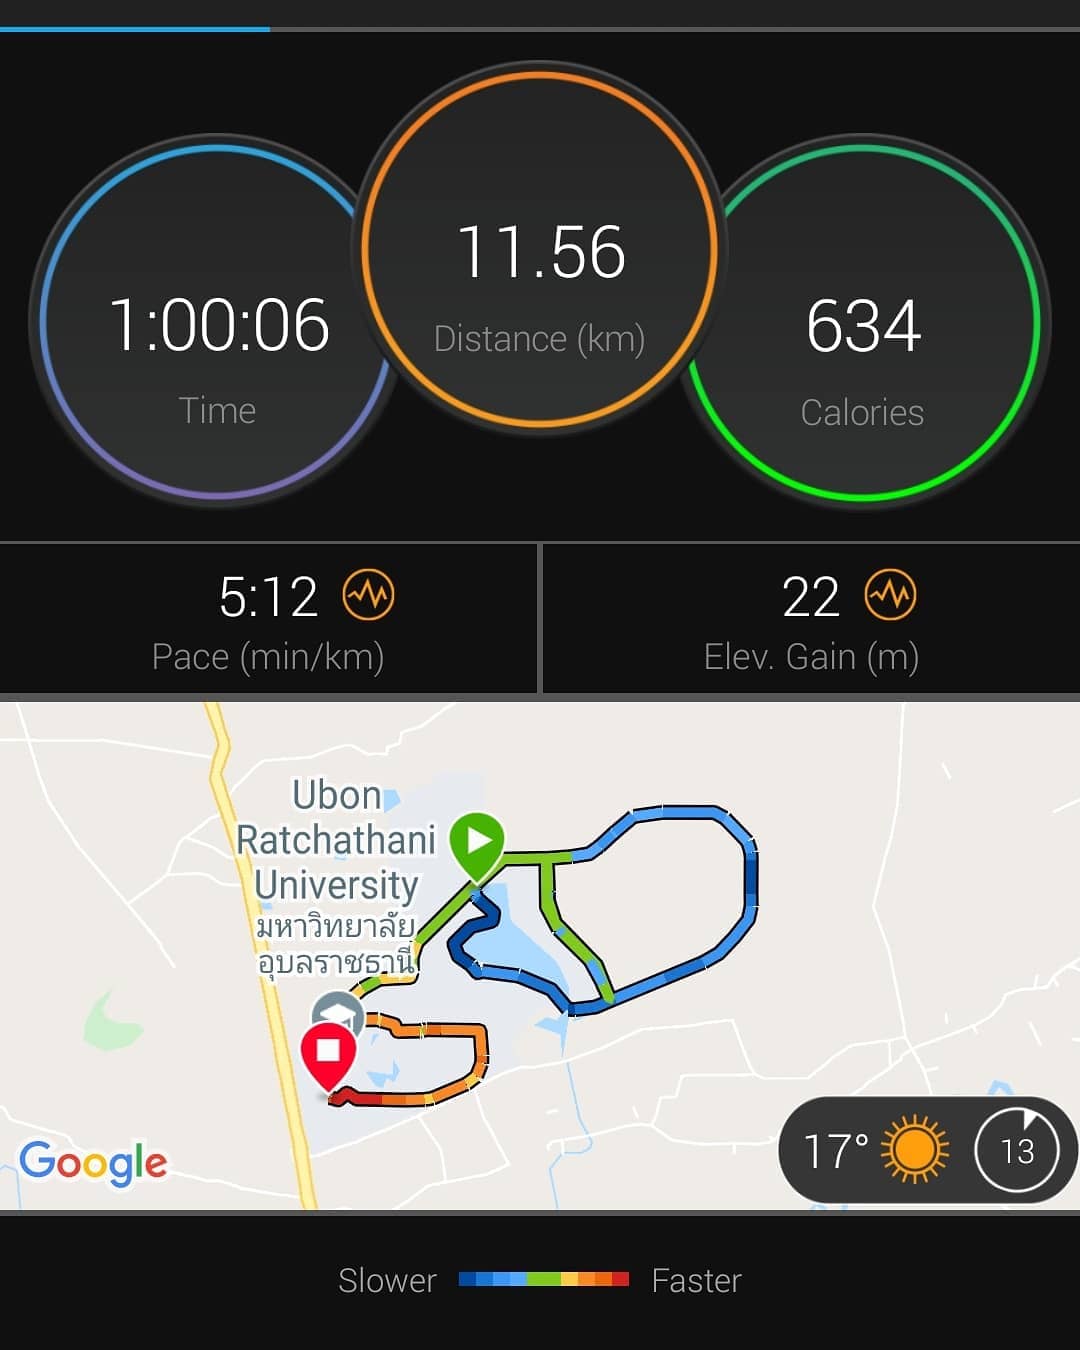 11.56
Distance (km)
1:00:06
Time
634
Calories
5:12
Pace (min/km)
22
Elev. Gain (m)
Ubon
Ratchathani
University
มหาวิทยาลัย
อุบลราชธานี
Google
17°
13
Slower
Faster